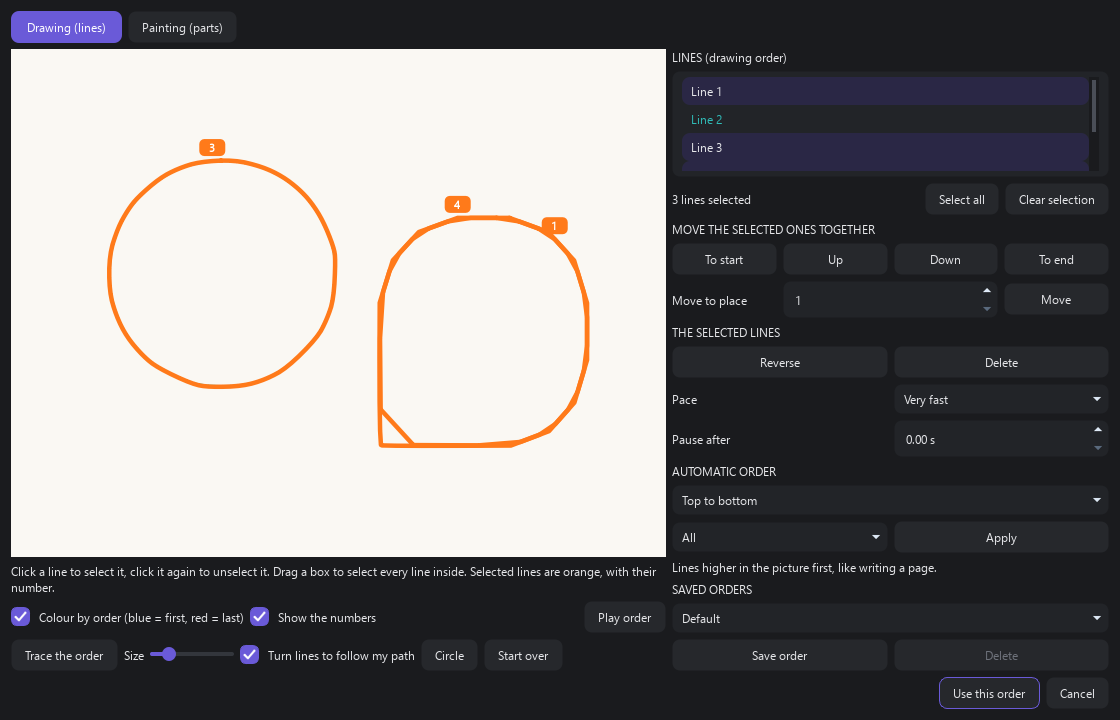 Drawing (lines)
Painting (parts)
3
4
1
Click a line to select it, click it again to unselect it. Drag a box to select every line inside. Selected lines are orange, with their
number.
Colour by order (blue = first, red = last)
Show the numbers
Play order
Trace the order
Size
Turn lines to follow my path
Circle
Start over
LINES (drawing order)
Line 1
Line 2
Line 3
3 lines selected
Select all
Clear selection
MOVE THE SELECTED ONES TOGETHER
To start
Up
Down
To end
Move to place
1
Move
THE SELECTED LINES
Reverse
Delete
Pace
Very fast
Pause after
0.00 s
AUTOMATIC ORDER
Top to bottom
All
Apply
Lines higher in the picture first, like writing a page.
SAVED ORDERS
Default
Save order
Delete
Use this order
Cancel